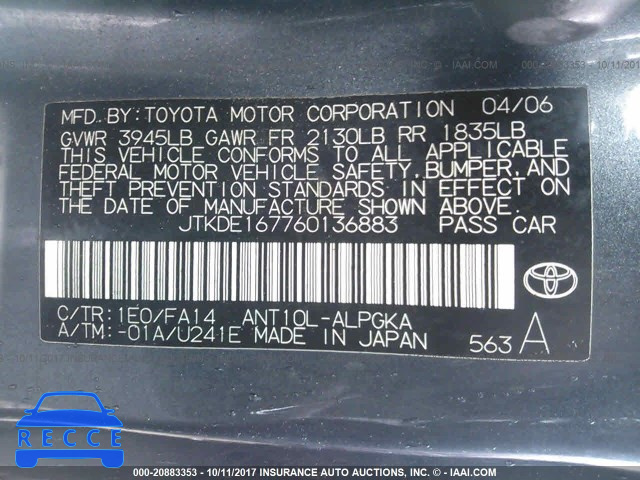 MFD. BY: TOYOTA MOTOR CORPORATION 04/06
GVWR 3945LB GAWR FR 2130LB RR 1835LB
THIS VEHICLE CONFORMS TO ALL APPLICABLE
FEDERAL MOTOR VEHICLE SAFETY, BUMPER, AND
THEFT PREVENTION STANDARDS IN EFFECT ON
THE DATE OF MANUFACTURE SHOWN ABOVE.
JTKDE167760136883 PASS CAR
C/TR: 1E0/FA14 ANT10L-ALPGKA
A/TM: -01A/U241E MADE IN JAPAN 563 A
RECCE
000-20883353 - 10/11/2017 INSURANCE AUTO AUCTIONS, INC. - © IAAI.COM